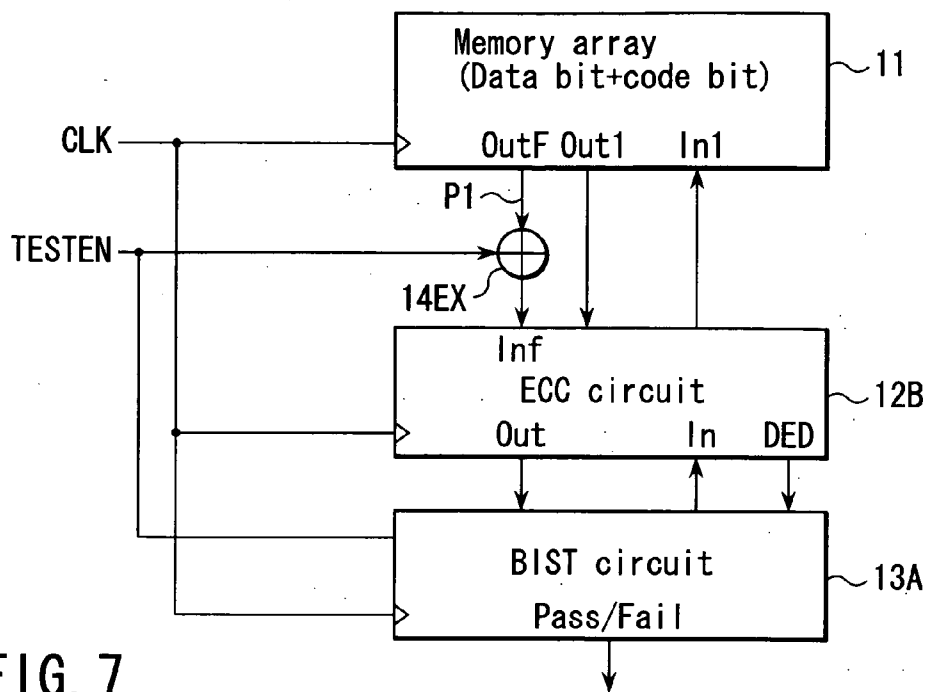 Memory array
(Data bit+code bit)
11
CLK
OutF Out1 In1
P1
TESTEN
14EX
Inf
ECC circuit
12B
Out In DED
BIST circuit
13A
Pass/Fail
FIG. 7